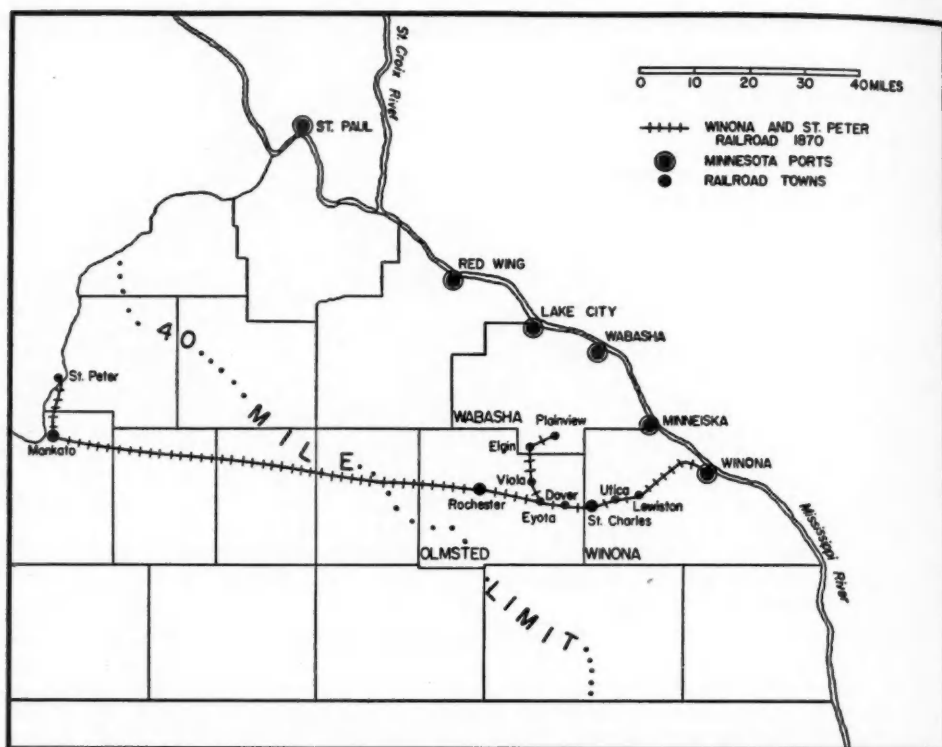 St. Croix River
0 10 20 30 40 MILES
WINONA AND ST. PETER
RAILROAD 1870
MINNESOTA PORTS
RAILROAD TOWNS
ST. PAUL
RED WING
LAKE CITY
WABASHA
40 MILE LIMIT
St. Peter
Mankato
WABASHA
Plainview
Elgin
MINNEISKA
WINONA
Viola
Rochester
Dover
Eyota
Utica
Lewiston
St. Charles
OLMSTED
WINONA
Mississippi River